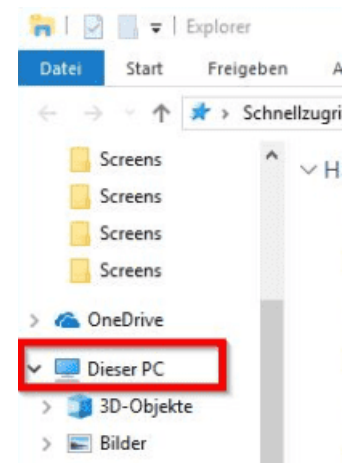 Explorer
Datei Start Freigeben A
Schnellzugri
H
Screens
Screens
Screens
Screens
OneDrive
Dieser PC
3D-Objekte
Bilder